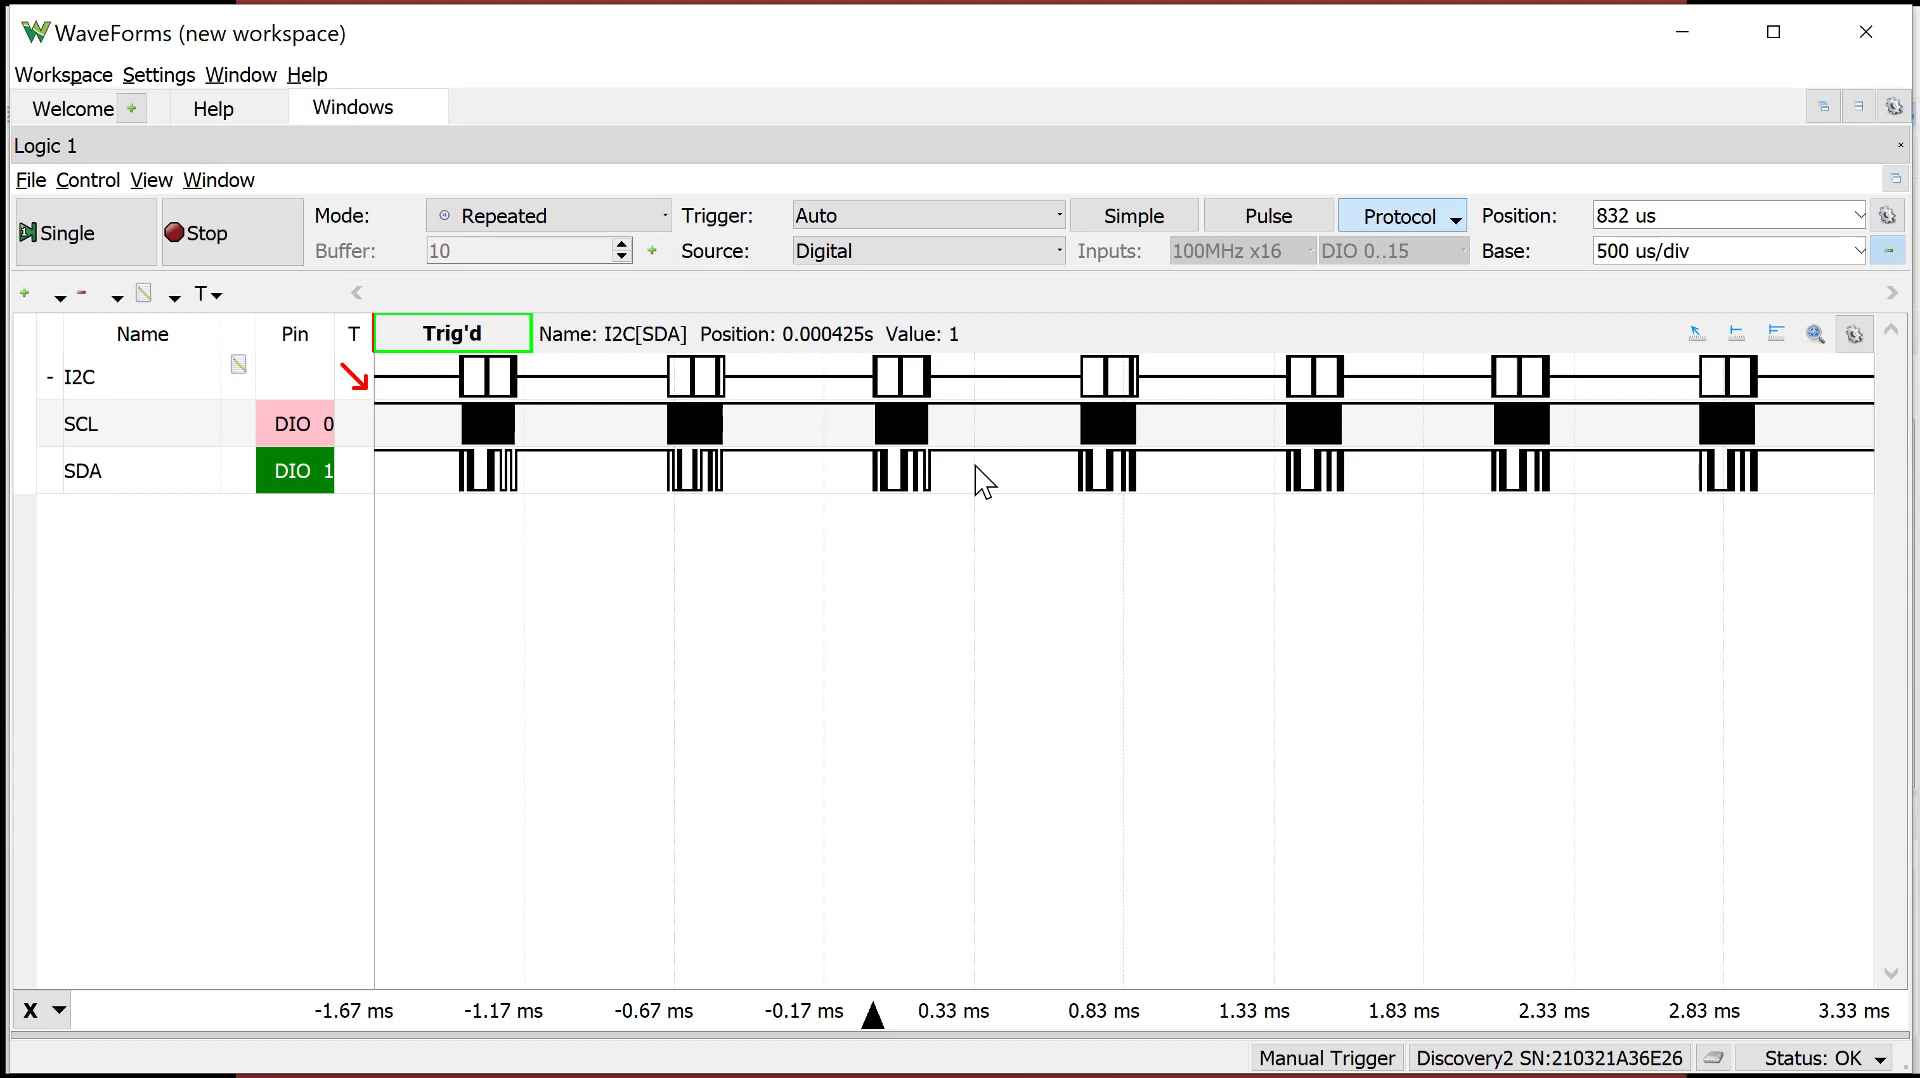 WaveForms (new workspace)
Workspace Settings Window Help
Welcome + Help Windows
Logic 1
File Control View Window
Single Stop Mode: Repeated Trigger: Auto Simple Pulse Protocol Position: 832 us
Buffer: 10 Source: Digital Inputs: 100MHz x16 DIO 0..15 Base: 500 us/div
T
Name Pin T Trig'd Name: I2C[SDA] Position: 0.000425s Value: 1
- I2C
SCL DIO 0
SDA DIO 1
X -1.67 ms -1.17 ms -0.67 ms -0.17 ms 0.33 ms 0.83 ms 1.33 ms 1.83 ms 2.33 ms 2.83 ms 3.33 ms
Manual Trigger Discovery2 SN:210321A36E26 Status: OK